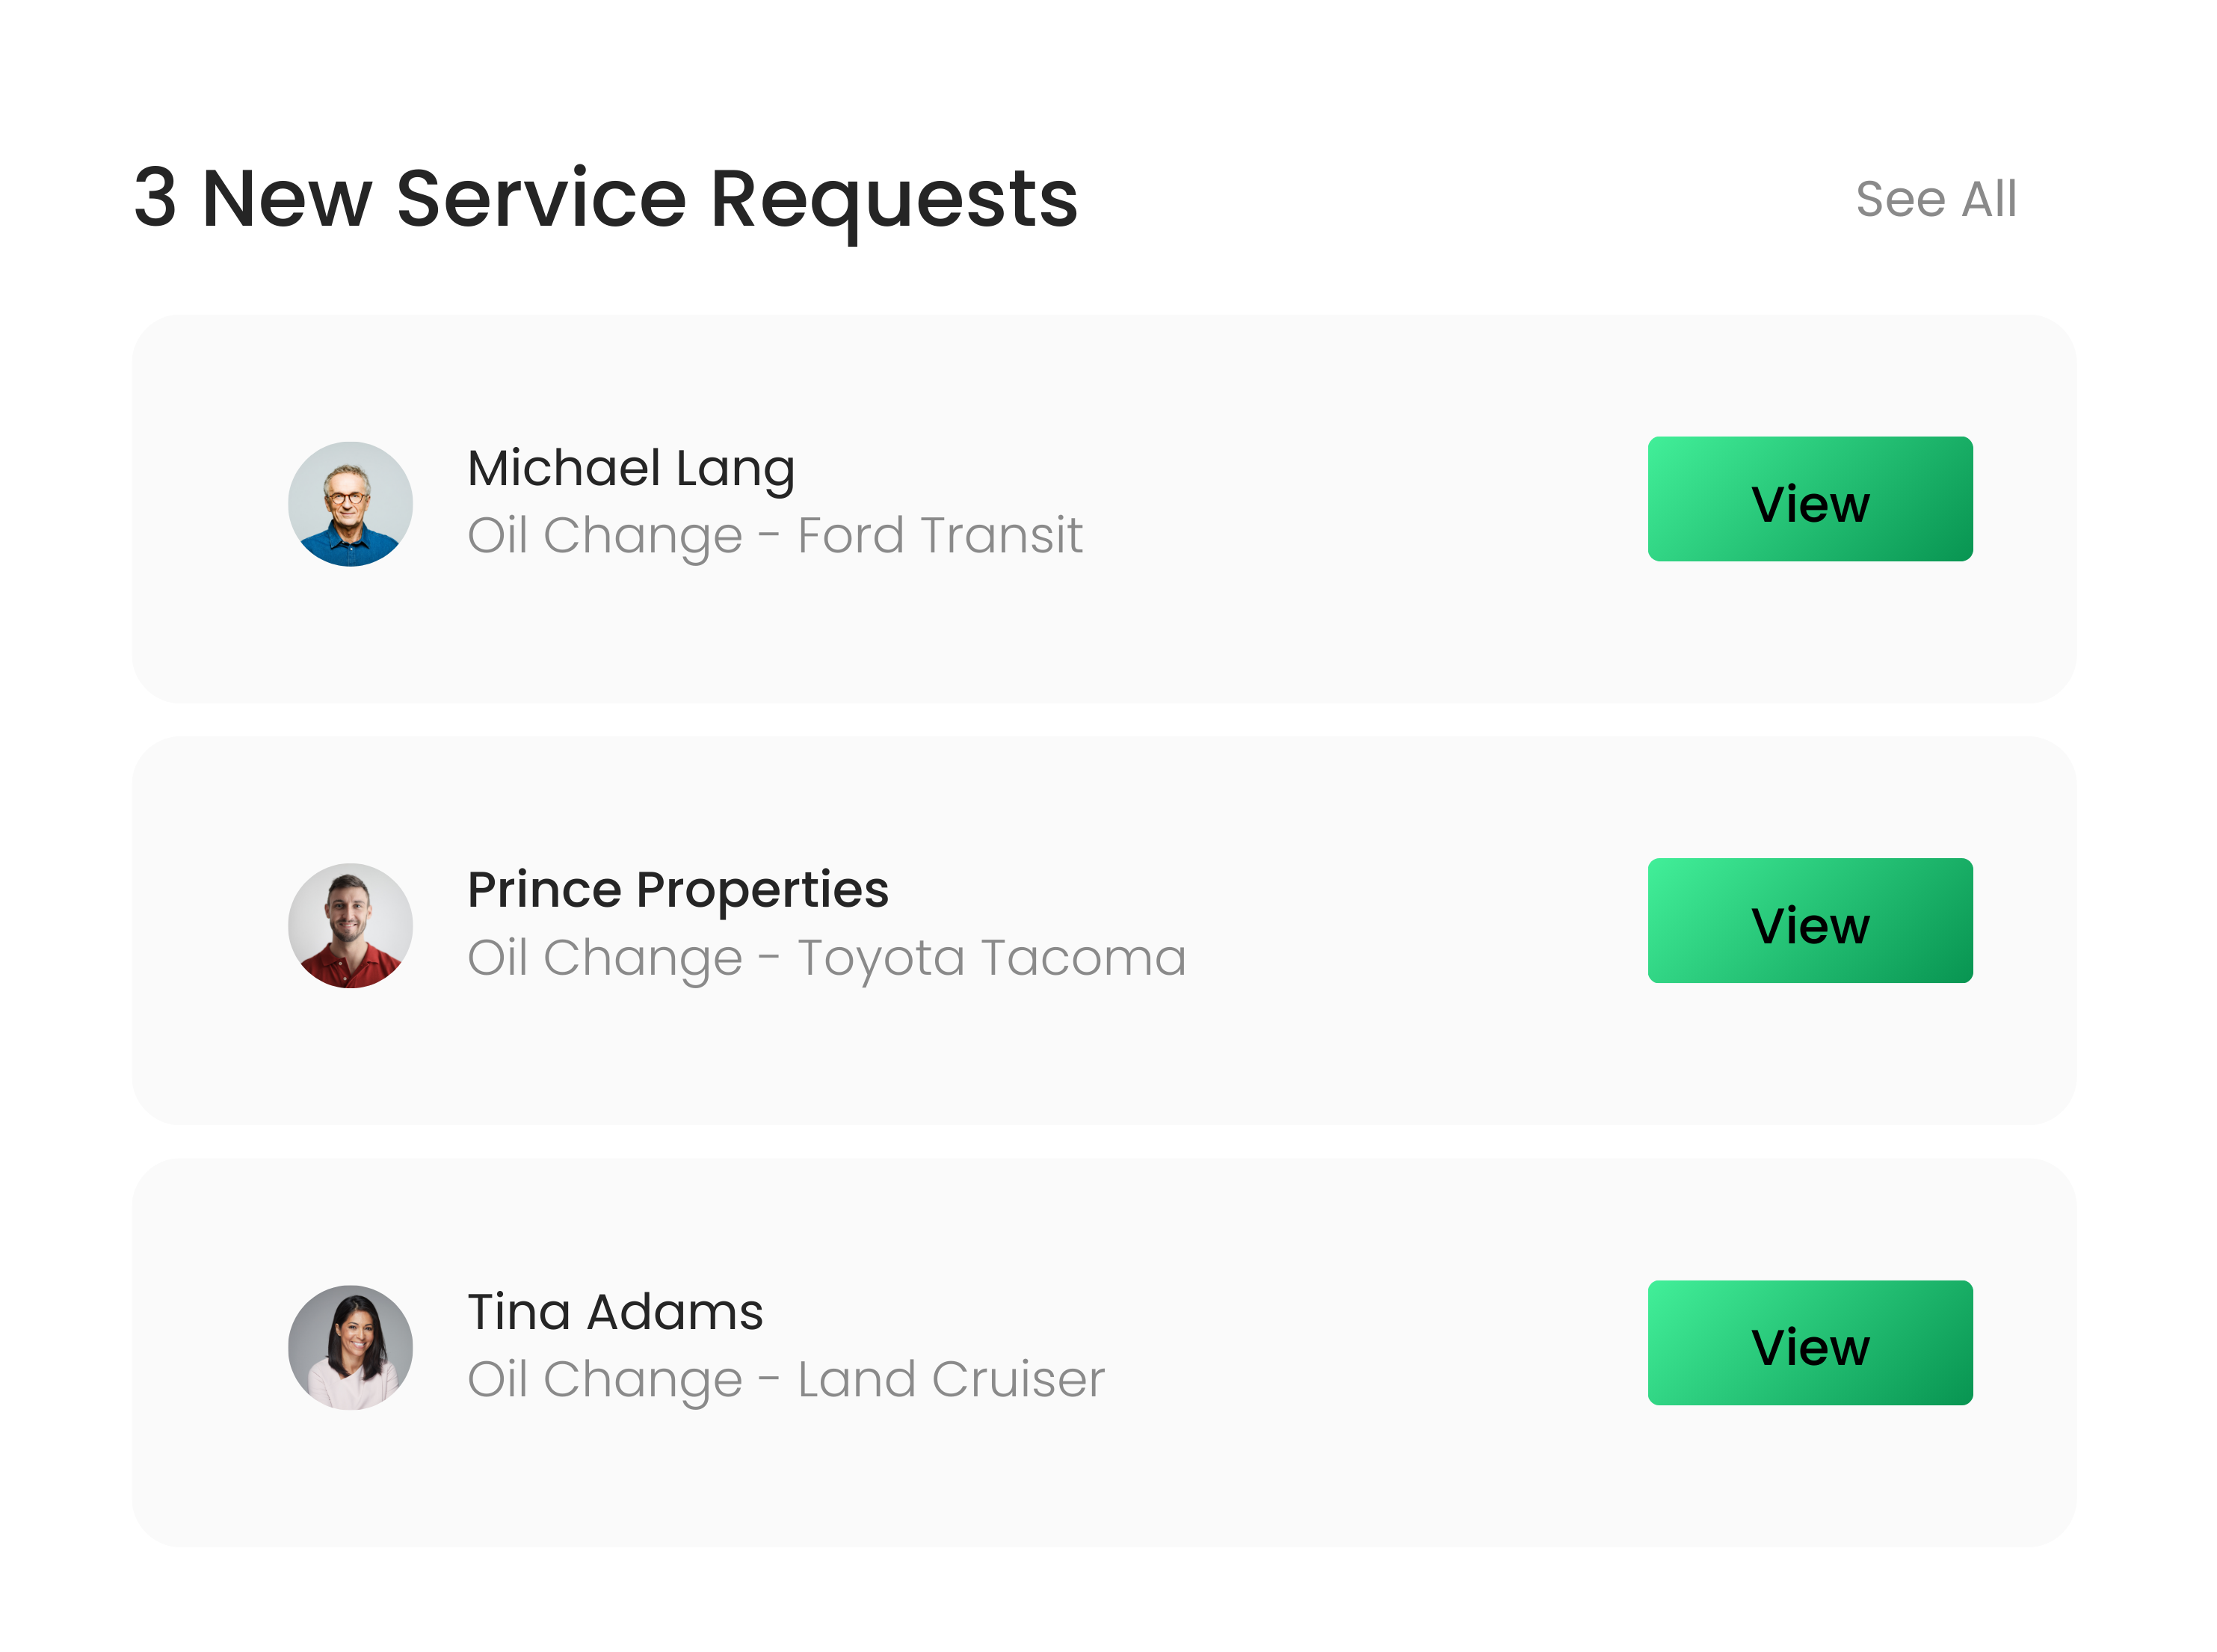 3 New Service Requests
See All
Michael Lang
Oil Change - Ford Transit
View
Prince Properties
Oil Change - Toyota Tacoma
View
Tina Adams
Oil Change - Land Cruiser
View